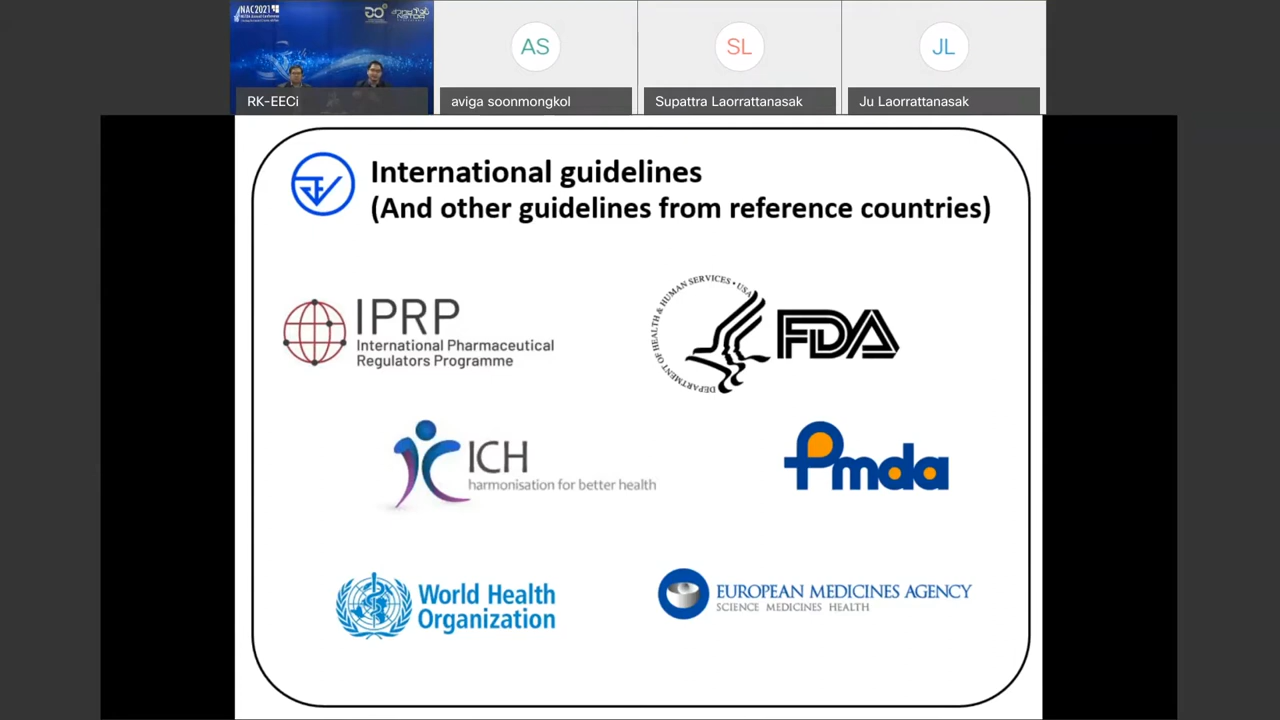 NAC2021
RK-EECi
AS
aviga soonmongkol
SL
Supattra Laorrattanasak
JL
Ju Laorrattanasak
International guidelines
(And other guidelines from reference countries)
IPRP
International Pharmaceutical
Regulators Programme
DEPARTMENT OF HEALTH & HUMAN SERVICES • USA
FDA
ICH
harmonisation for better health
Pmda
World Health
Organization
EUROPEAN MEDICINES AGENCY
SCIENCE MEDICINES HEALTH